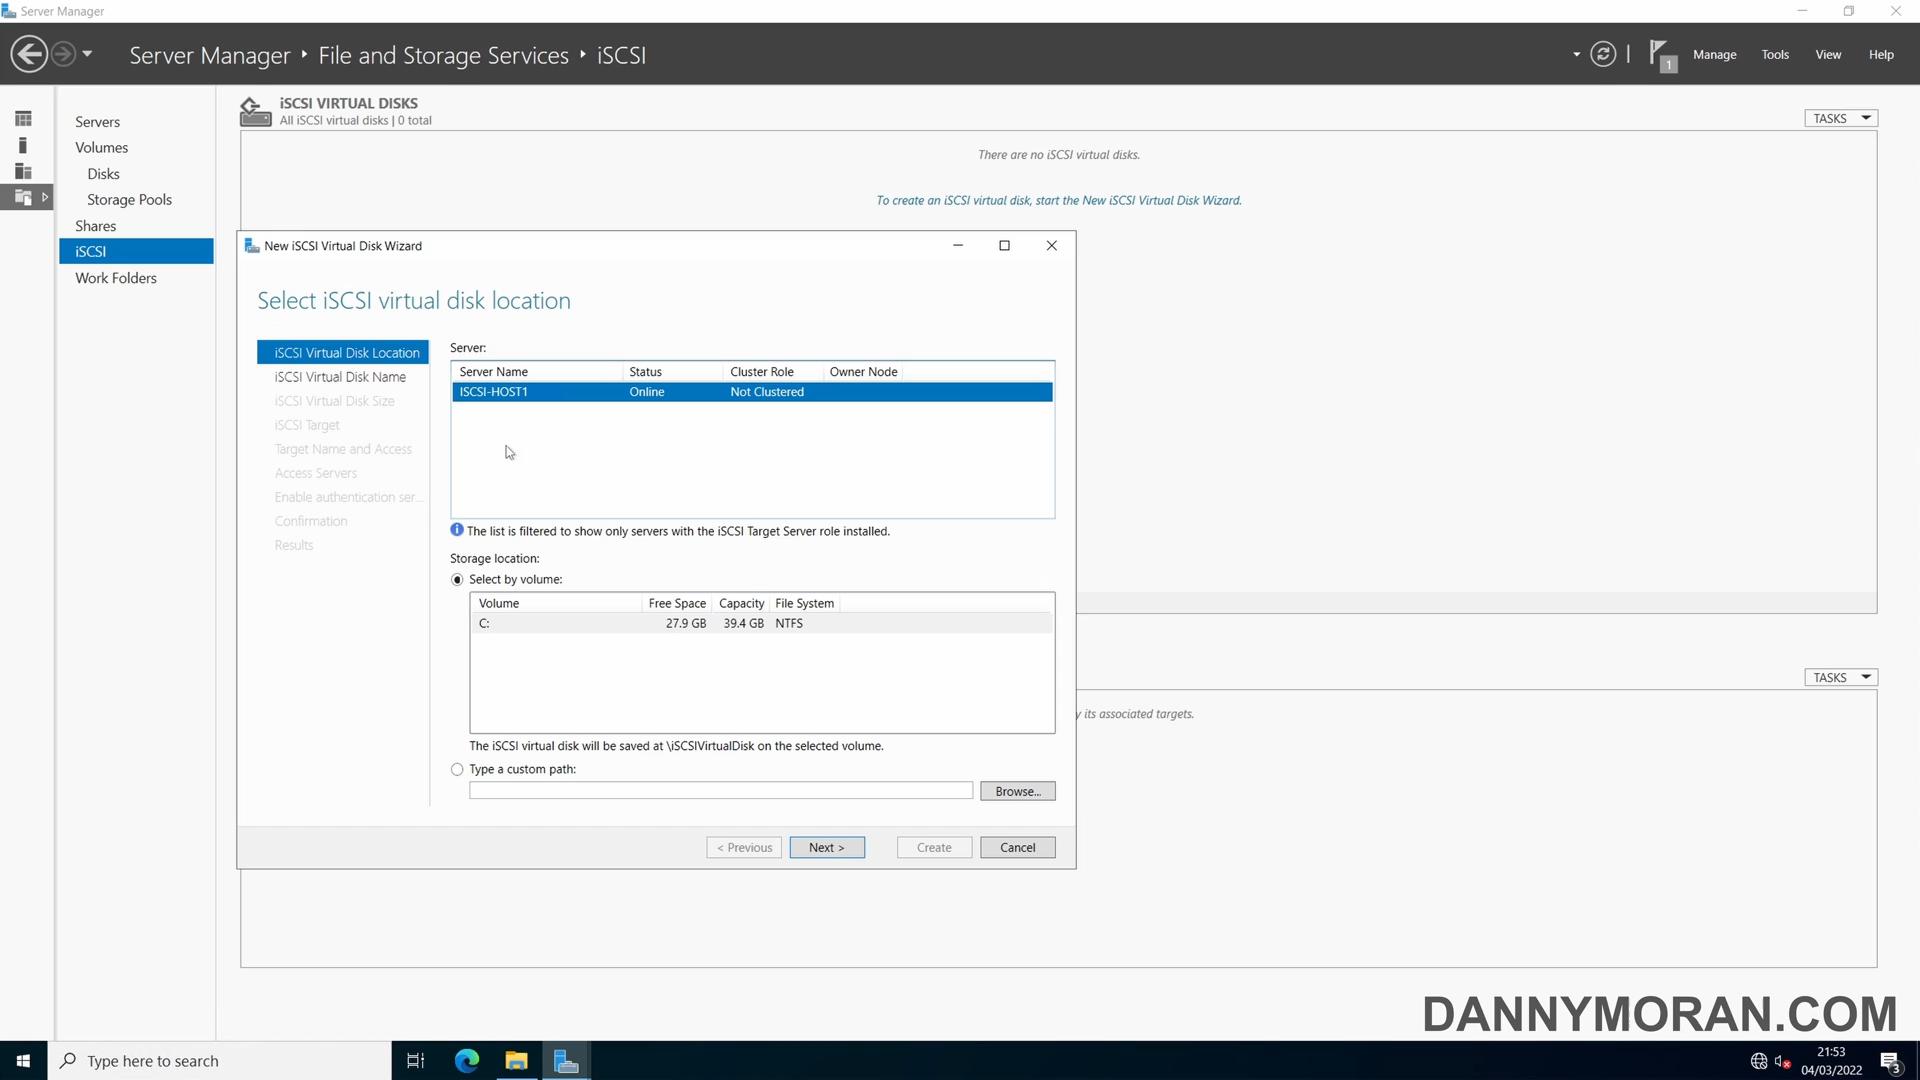 Server Manager
Server Manager ‣ File and Storage Services ‣ iSCSI
1
Manage
Tools
View
Help
Servers
Volumes
Disks
Storage Pools
Shares
iSCSI
Work Folders
iSCSI VIRTUAL DISKS
All iSCSI virtual disks | 0 total
TASKS
There are no iSCSI virtual disks.
To create an iSCSI virtual disk, start the New iSCSI Virtual Disk Wizard.
New iSCSI Virtual Disk Wizard
Select iSCSI virtual disk location
iSCSI Virtual Disk Location
iSCSI Virtual Disk Name
iSCSI Virtual Disk Size
iSCSI Target
Target Name and Access
Access Servers
Enable authentication ser...
Confirmation
Results
Server:
Server Name Status Cluster Role Owner Node
ISCSI-HOST1 Online Not Clustered
The list is filtered to show only servers with the iSCSI Target Server role installed.
Storage location:
Select by volume:
Volume Free Space Capacity File System
C: 27.9 GB 39.4 GB NTFS
The iSCSI virtual disk will be saved at \iSCSIVirtualDisk on the selected volume.
Type a custom path:
Browse...
< Previous
Next >
Create
Cancel
TASKS
y its associated targets.
DANNYMORAN.COM
Type here to search
21:53
04/03/2022
3